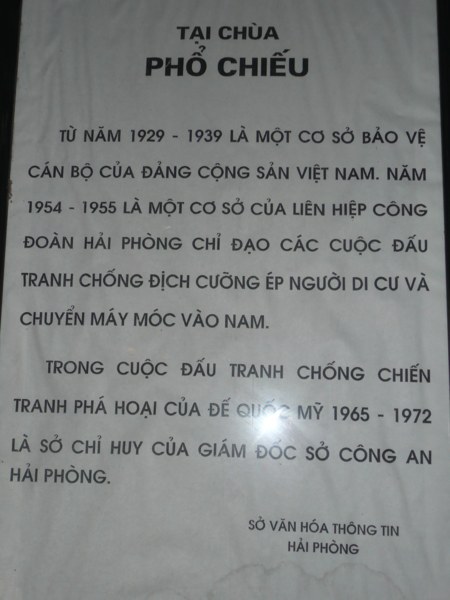 TẠI CHÙA
PHỔ CHIẾU
TỪ NĂM 1929 - 1939 LÀ MỘT CƠ SỞ BẢO VỆ
CÁN BỘ CỦA ĐẢNG CỘNG SẢN VIỆT NAM. NĂM
1954 - 1955 LÀ MỘT CƠ SỞ CỦA LIÊN HIỆP CÔNG
ĐOÀN HẢI PHÒNG CHỈ ĐẠO CÁC CUỘC ĐẤU
TRANH CHỐNG ĐỊCH CƯỠNG ÉP NGƯỜI DI CƯ VÀ
CHUYỂN MÁY MÓC VÀO NAM.
TRONG CUỘC ĐẤU TRANH CHỐNG CHIẾN
TRANH PHÁ HOẠI CỦA ĐẾ QUỐC MỸ 1965 - 1972
LÀ SỞ CHỈ HUY CỦA GIÁM ĐỐC SỞ CÔNG AN
HẢI PHÒNG.
SỞ VĂN HÓA THÔNG TIN
HẢI PHÒNG